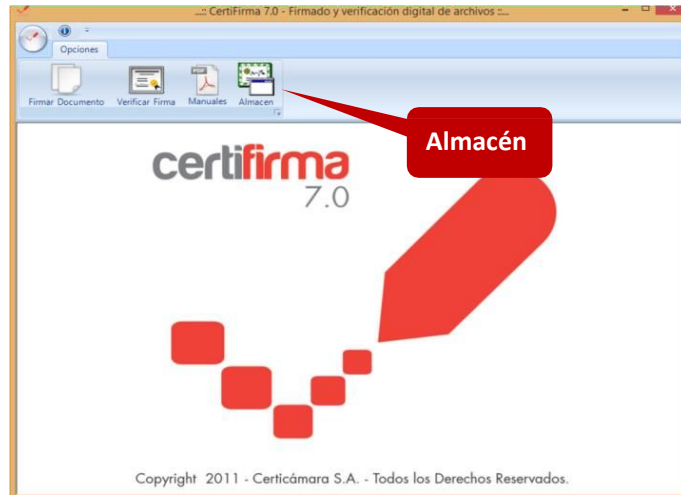 ..:: CertiFirma 7.0 - Firmado y verificación digital de archivos ::..
Opciones
Firmar Documento Verificar Firma Manuales Almacen
Almacén
certifirma
7.0
Copyright 2011 - Certicámara S.A. - Todos los Derechos Reservados.